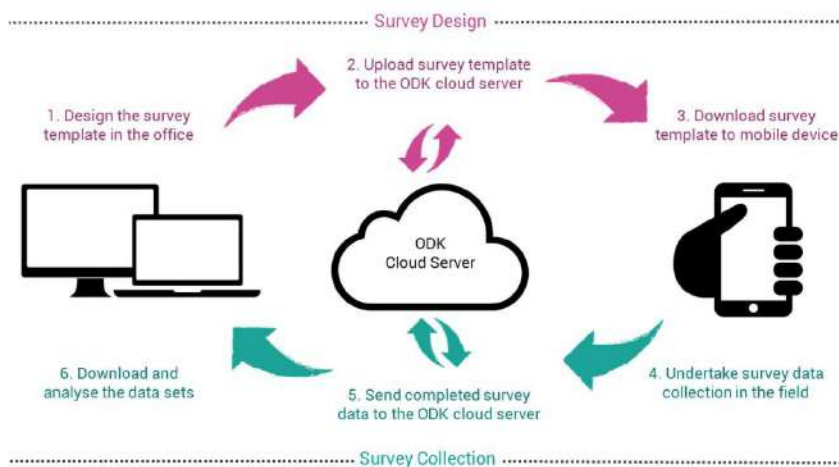 Survey Design
1. Design the survey
template in the office
2. Upload survey template
to the ODK cloud server
3. Download survey
template to mobile device
ODK
Cloud Server
4. Undertake survey data
collection in the field
5. Send completed survey
data to the ODK cloud server
6. Download and
analyse the data sets
Survey Collection